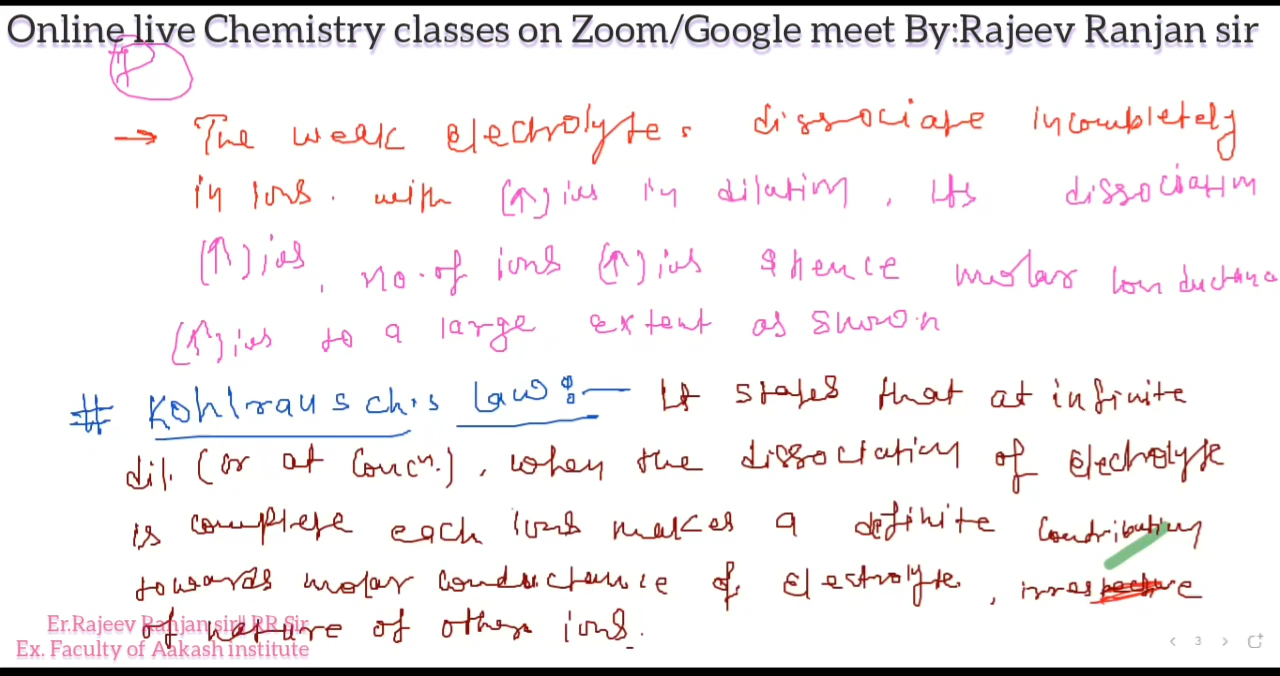 Online live Chemistry classes on Zoom/Google meet By:Rajeev Ranjan sir
→ The weak electrolyte. dissociate incompletely
in ions. with (↑)ies in dilution, its dissociation
(↑)ies, no. of ions (↑)ies & hence molar conductance
(↑)ies to a large extent as shown
# Kohlrausch's Law:— It states that at infinite
dil. (or at Concn.), when the dissociation of electrolyte
is complete each ions makes a definite contribution
towards molar conductance of electrolyte, irrespective
of nature of other ions.
Er.Rajeev Ranjan sir|| RR Sir
Ex. Faculty of Aakash institute
< 3 >